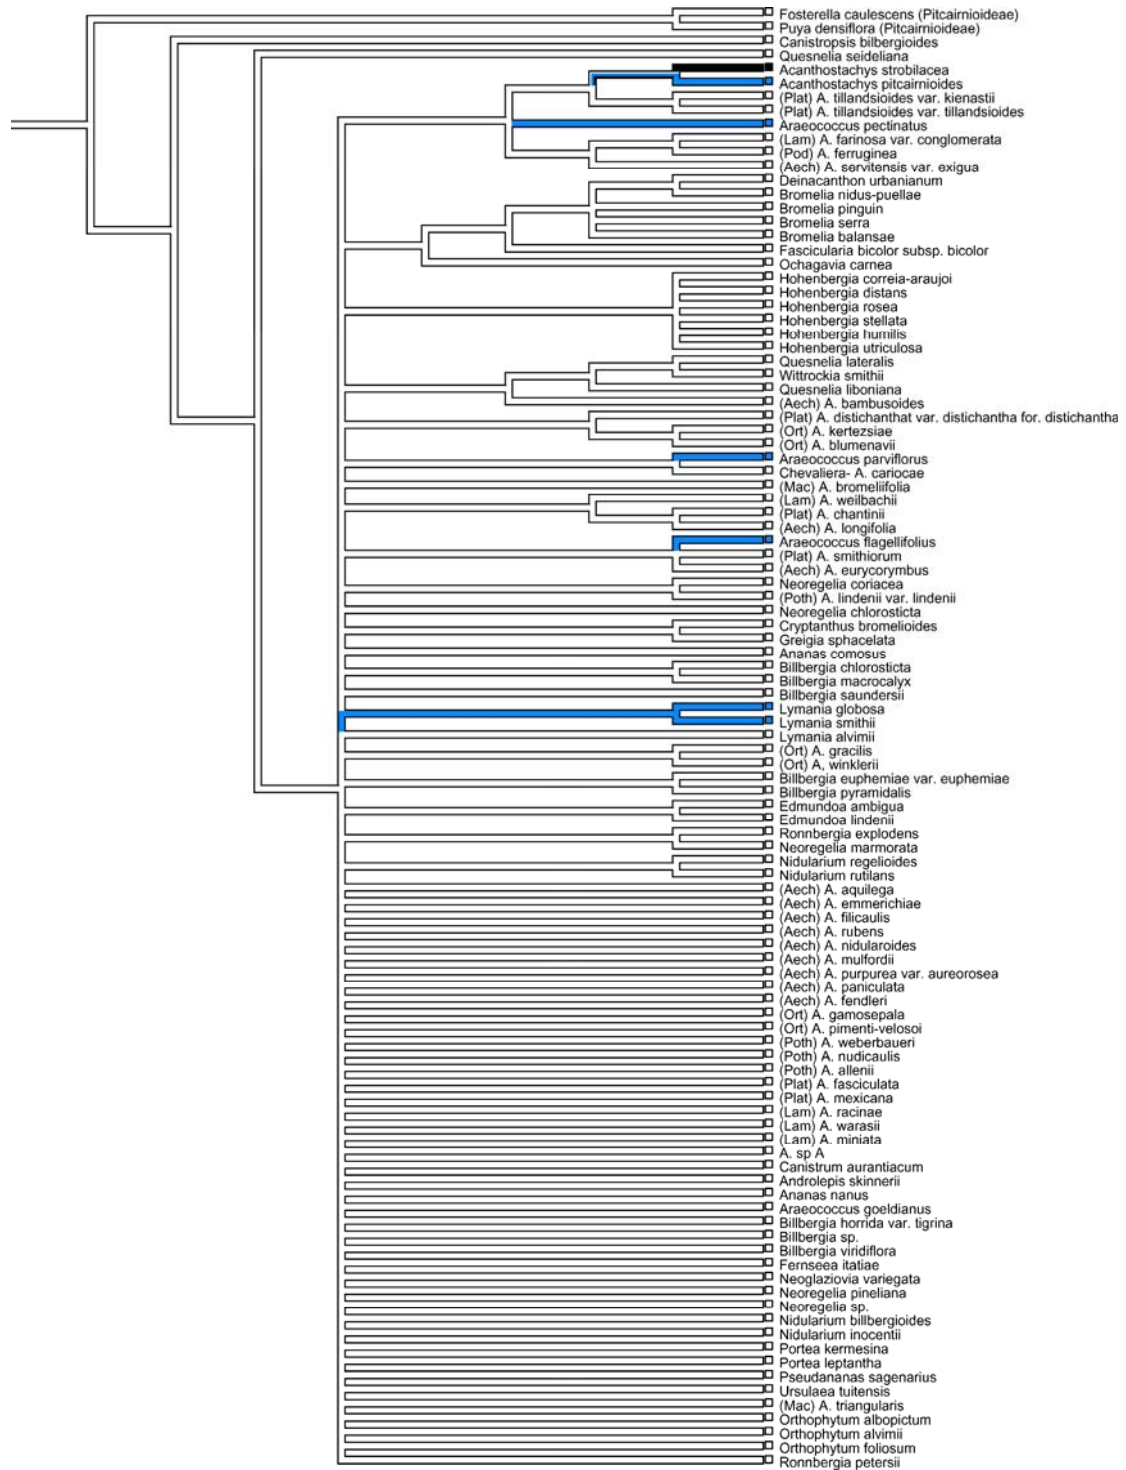 Fosterella caulescens (Pitcairnioideae)
Puya densiflora (Pitcairnioideae)
Canistropsis bilbergioides
Quesnelia seideliana
Acanthostachys strobilacea
Acanthostachys pitcairnioides
(Plat) A. tillandsioides var. kienastii
(Plat) A. tillandsioides var. tillandsioides
Araeococcus pectinatus
(Lam) A. farinosa var. conglomerata
(Pod) A. ferruginea
(Aech) A. servitensis var. exigua
Deinacanthon urbanianum
Bromelia nidus-puellae
Bromelia pinguin
Bromelia serra
Bromelia balansae
Fascicularia bicolor subsp. bicolor
Ochagavia carnea
Hohenbergia correia-araujoi
Hohenbergia distans
Hohenbergia rosea
Hohenbergia stellata
Hohenbergia humilis
Hohenbergia utriculosa
Quesnelia lateralis
Wittrockia smithii
Quesnelia liboniana
(Aech) A. bambusoides
(Plat) A. distichanthat var. distichantha for. distichantha
(Ort) A. kertezsiae
(Ort) A. blumenavii
Araeococcus parviflorus
Chevaliera- A. cariocae
(Mac) A. bromeliifolia
(Lam) A. weilbachii
(Plat) A. chantinii
(Aech) A. longifolia
Araeococcus flagellifolius
(Plat) A. smithiorum
(Aech) A. eurycorymbus
Neoregelia coriacea
(Poth) A. lindenii var. lindenii
Neoregelia chlorosticta
Cryptanthus bromelioides
Greigia sphacelata
Ananas comosus
Billbergia chlorosticta
Billbergia macrocalyx
Billbergia saundersii
Lymania globosa
Lymania smithii
Lymania alvimii
(Ort) A. gracilis
(Ort) A, winklerii
Billbergia euphemiae var. euphemiae
Billbergia pyramidalis
Edmundoa ambigua
Edmundoa lindenii
Ronnbergia explodens
Neoregelia marmorata
Nidularium regelioides
Nidularium rutilans
(Aech) A. aquilega
(Aech) A. emmerichiae
(Aech) A. filicaulis
(Aech) A. rubens
(Aech) A. nidularoides
(Aech) A. mulfordii
(Aech) A. purpurea var. aureorosea
(Aech) A. paniculata
(Aech) A. fendleri
(Ort) A. gamosepala
(Ort) A. pimenti-velosoi
(Poth) A. weberbaueri
(Poth) A. nudicaulis
(Poth) A. allenii
(Plat) A. fasciculata
(Plat) A. mexicana
(Lam) A. racinae
(Lam) A. warasii
(Lam) A. miniata
A. sp A
Canistrum aurantiacum
Androlepis skinnerii
Ananas nanus
Araeococcus goeldianus
Billbergia horrida var. tigrina
Billbergia sp.
Billbergia viridiflora
Fernseea itatiae
Neoglaziovia variegata
Neoregelia pineliana
Neoregelia sp.
Nidularium billbergioides
Nidularium inocentii
Portea kermesina
Portea leptantha
Pseudananas sagenarius
Ursulaea tuitensis
(Mac) A. triangularis
Orthophytum albopictum
Orthophytum alvimii
Orthophytum foliosum
Ronnbergia petersii